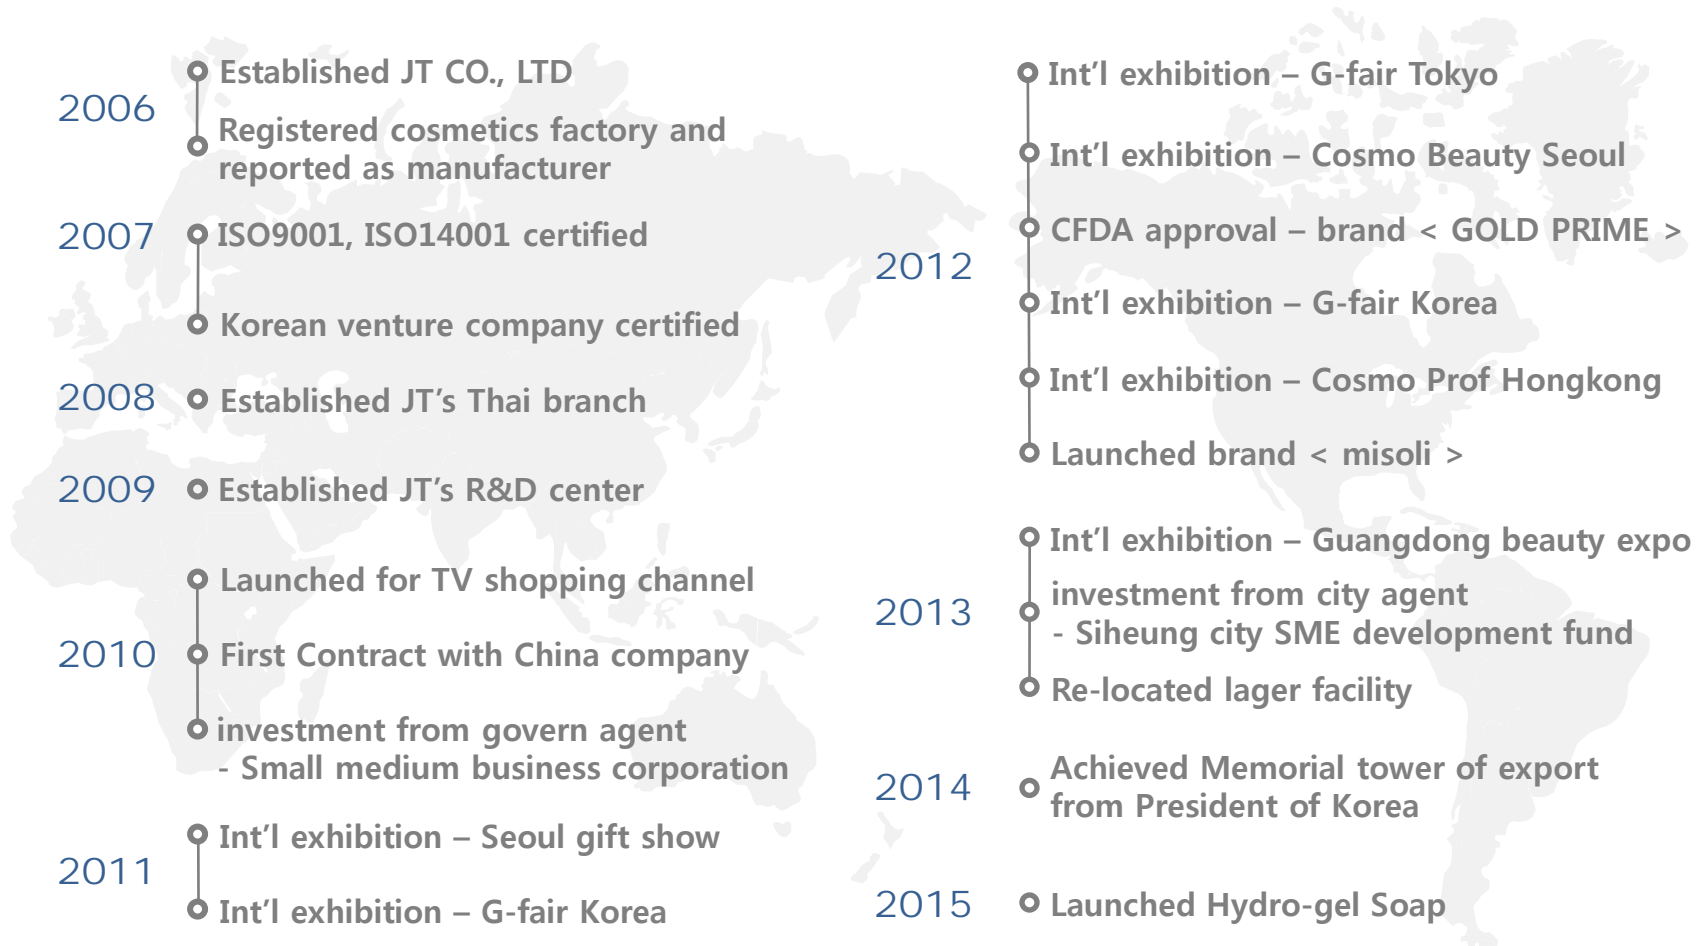 2006
Established JT CO., LTD
Registered cosmetics factory and
reported as manufacturer
2007
ISO9001, ISO14001 certified
Korean venture company certified
2008
Established JT’s Thai branch
2009
Established JT’s R&D center
2010
Launched for TV shopping channel
First Contract with China company
investment from govern agent
- Small medium business corporation
2011
Int’l exhibition – Seoul gift show
Int’l exhibition – G-fair Korea
2012
Int’l exhibition – G-fair Tokyo
Int’l exhibition – Cosmo Beauty Seoul
CFDA approval – brand < GOLD PRIME >
Int’l exhibition – G-fair Korea
Int’l exhibition – Cosmo Prof Hongkong
Launched brand < misoli >
2013
Int’l exhibition – Guangdong beauty expo
investment from city agent
- Siheung city SME development fund
Re-located lager facility
2014
Achieved Memorial tower of export
from President of Korea
2015
Launched Hydro-gel Soap